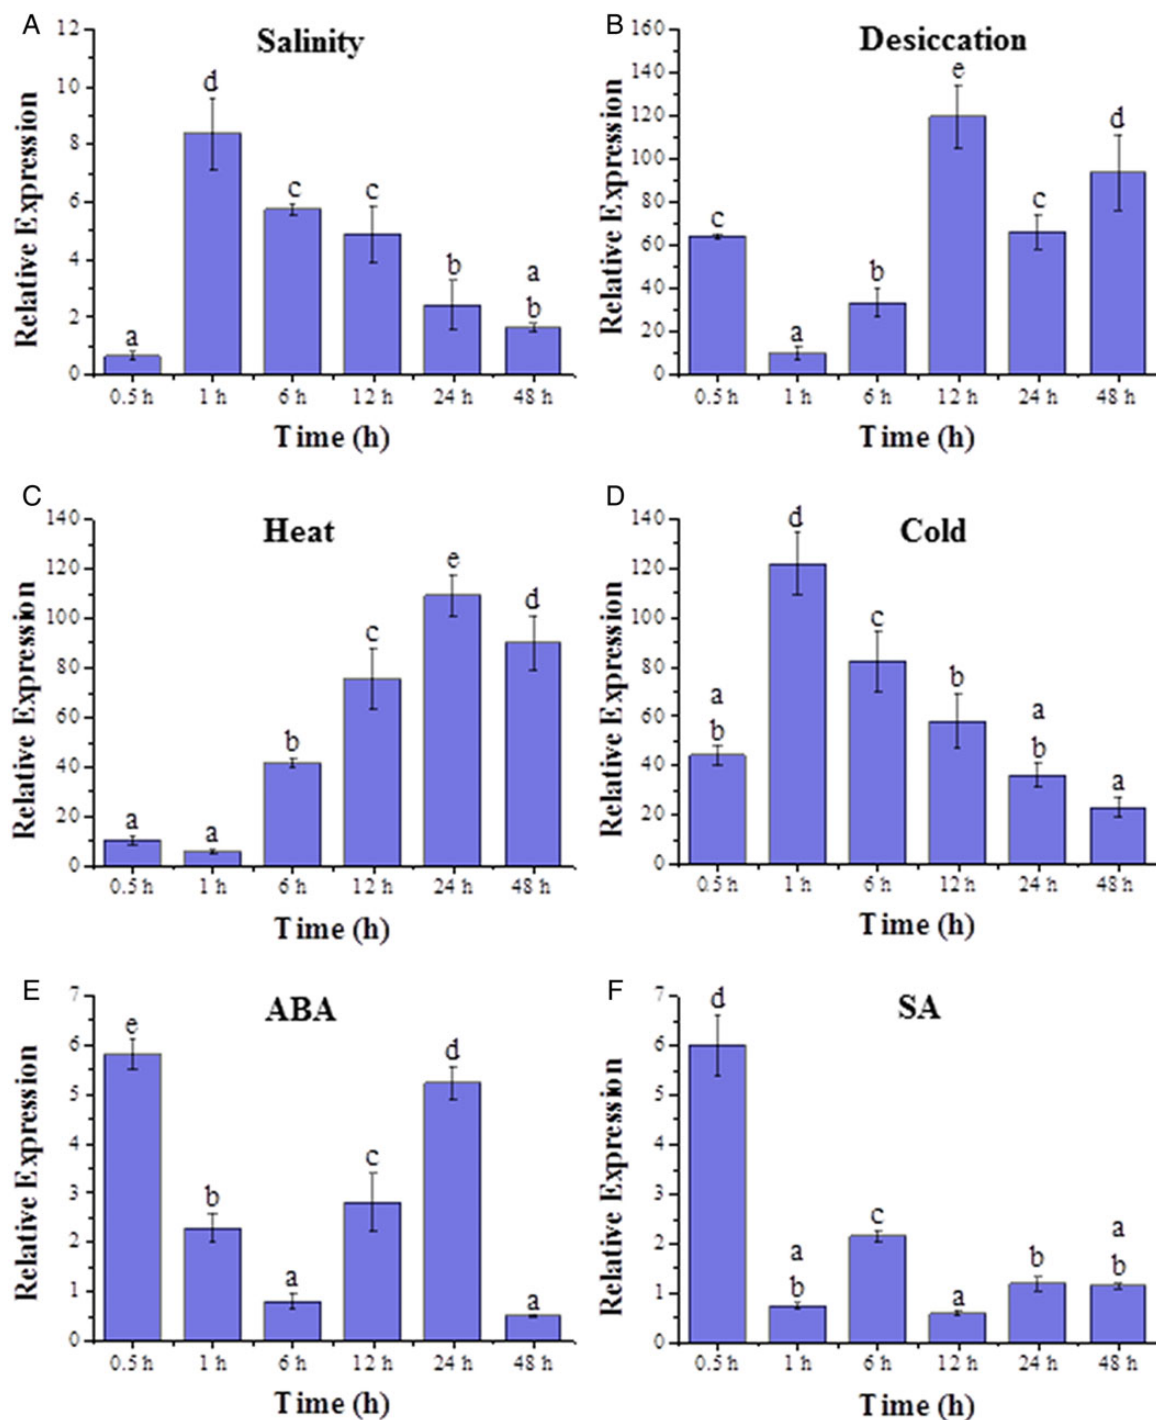 A
Salinity
Relative Expression
12
10
8
6
4
2
0
a
d
c
c
b
a
b
0.5 h 1 h 6 h 12 h 24 h 48 h
Time (h)
B
Desiccation
Relative Expression
160
140
120
100
80
60
40
20
0
c
a
b
e
c
d
0.5 h 1 h 6 h 12 h 24 h 48 h
Time (h)
C
Heat
Relative Expression
140
120
100
80
60
40
20
0
a
a
b
c
e
d
0.5 h 1 h 6 h 12 h 24 h 48 h
Time (h)
D
Cold
Relative Expression
140
120
100
80
60
40
20
0
a
b
d
c
b
a
b
a
0.5 h 1 h 6 h 12 h 24 h 48 h
Time (h)
E
ABA
Relative Expression
7
6
5
4
3
2
1
0
e
b
a
c
d
a
0.5 h 1 h 6 h 12 h 24 h 48 h
Time (h)
F
SA
Relative Expression
7
6
5
4
3
2
1
0
d
a
b
c
a
b
a
b
0.5 h 1 h 6 h 12 h 24 h 48 h
Time (h)